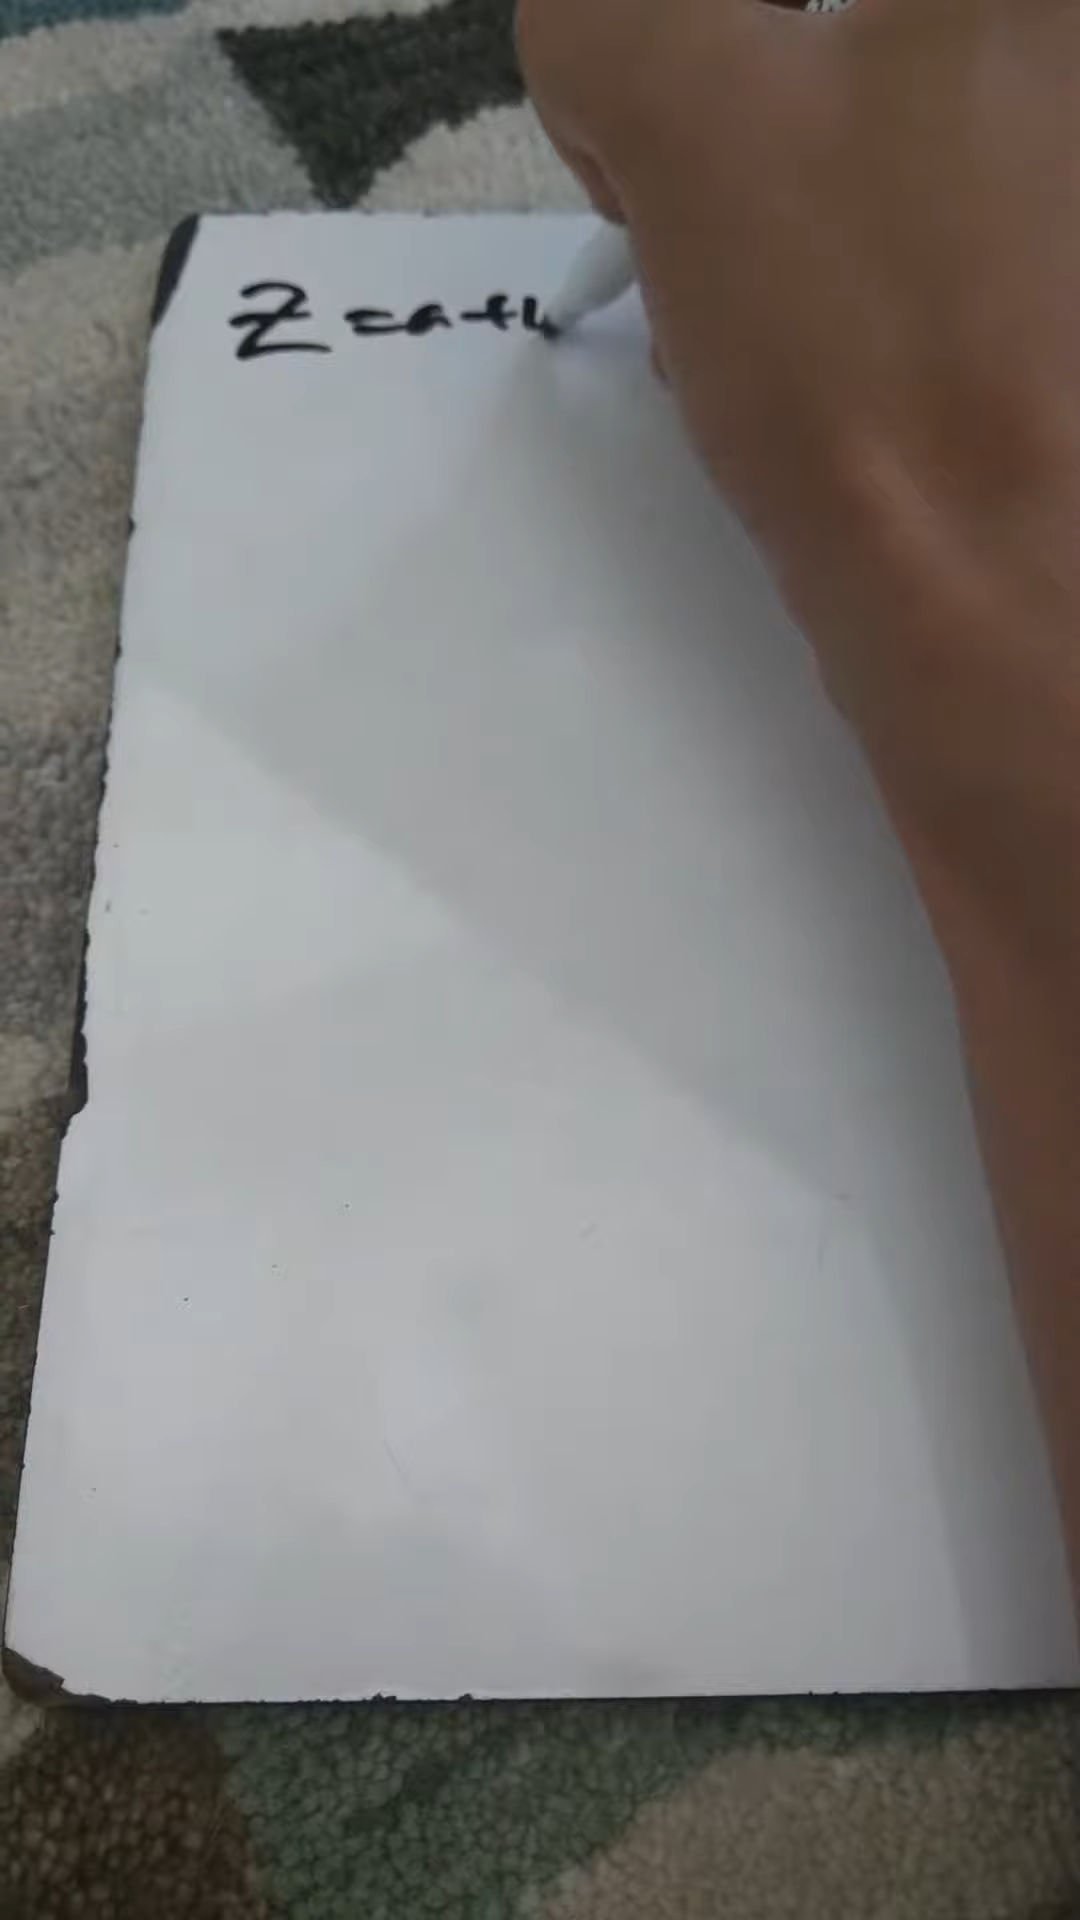 Z = a +